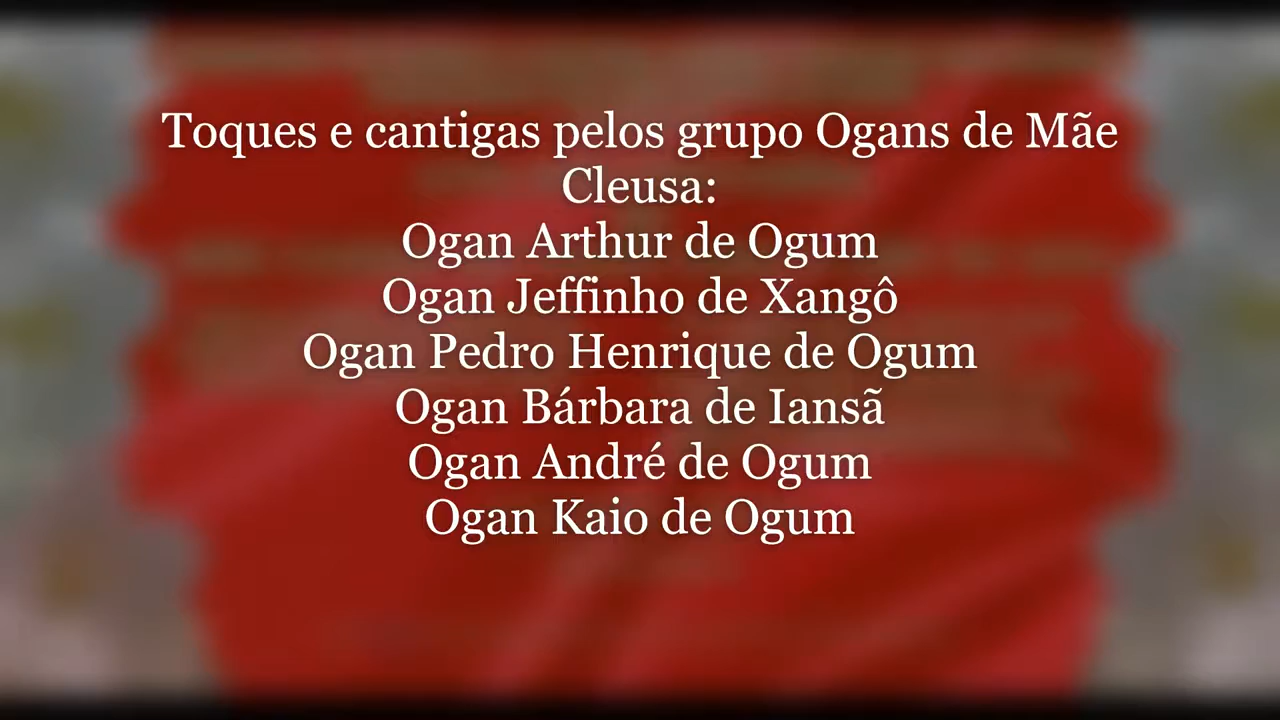 Toques e cantigas pelos grupo Ogans de Mãe
Cleusa:
Ogan Arthur de Ogum
Ogan Jeffinho de Xangô
Ogan Pedro Henrique de Ogum
Ogan Bárbara de Iansã
Ogan André de Ogum
Ogan Kaio de Ogum